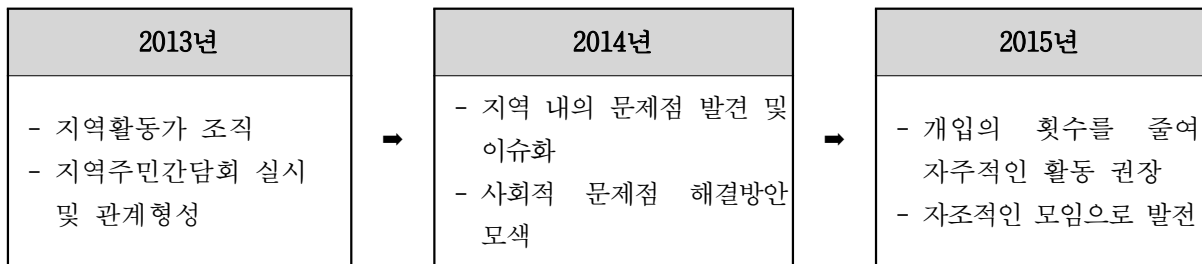 2013년
- 지역활동가 조직
- 지역주민간담회 실시
및 관계형성
➡
2014년
- 지역 내의 문제점 발견 및
이슈화
- 사회적 문제점 해결방안
모색
➡
2015년
- 개입의 횟수를 줄여
자주적인 활동 권장
- 자조적인 모임으로 발전